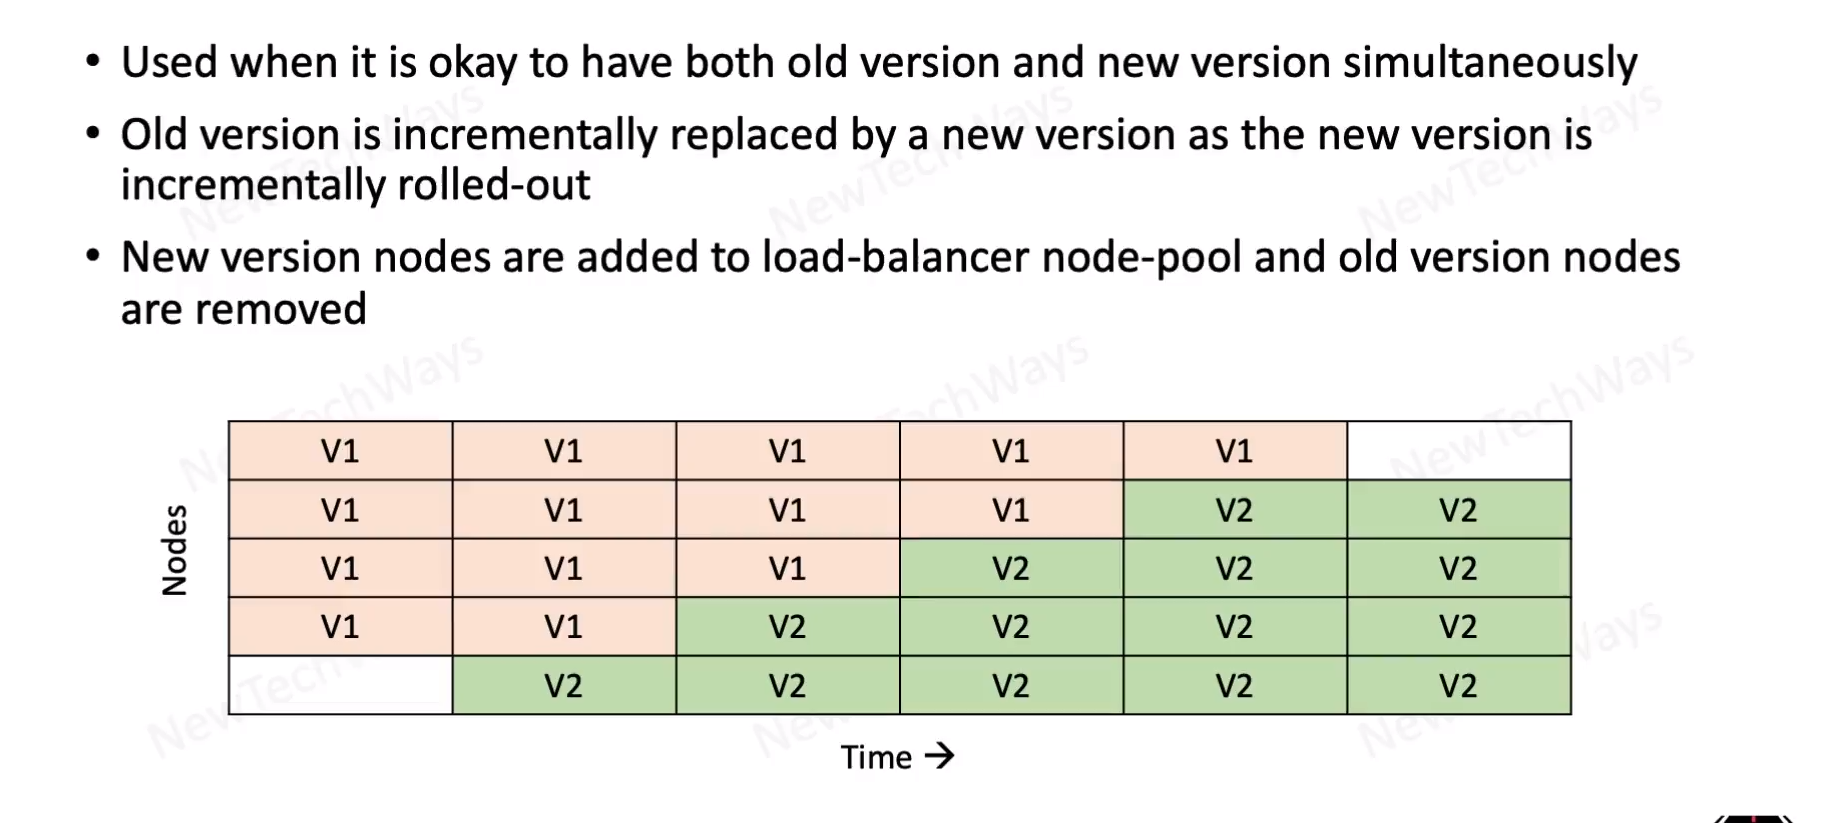 • Used when it is okay to have both old version and new version simultaneously
• Old version is incrementally replaced by a new version as the new version is
incrementally rolled-out
• New version nodes are added to load-balancer node-pool and old version nodes
are removed
V1 V1 V1 V1 V1
V1 V1 V1 V1 V2 V2
V1 V1 V1 V2 V2 V2
V1 V1 V2 V2 V2 V2
V2 V2 V2 V2 V2
Nodes
Time →
NewTechWays